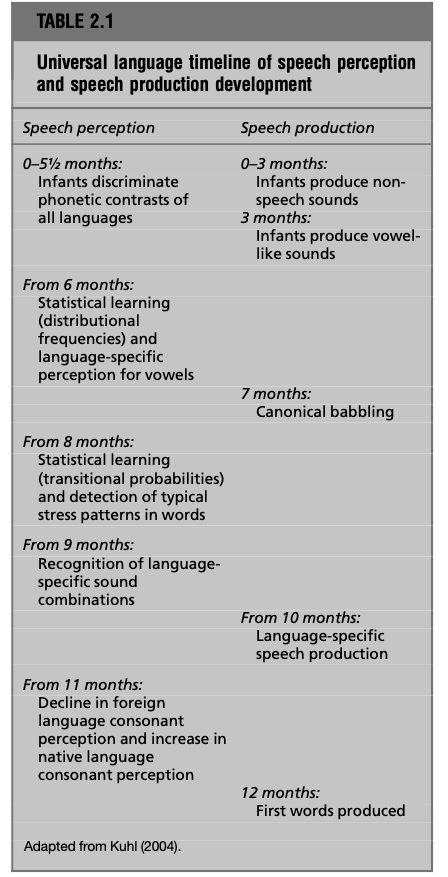 TABLE 2.1
Universal language timeline of speech perception
and speech production development
Speech perception
Speech production
0–5½ months:
Infants discriminate
phonetic contrasts of
all languages
0–3 months:
Infants produce non-
speech sounds
3 months:
Infants produce vowel-
like sounds
From 6 months:
Statistical learning
(distributional
frequencies) and
language-specific
perception for vowels
7 months:
Canonical babbling
From 8 months:
Statistical learning
(transitional probabilities)
and detection of typical
stress patterns in words
From 9 months:
Recognition of language-
specific sound
combinations
From 10 months:
Language-specific
speech production
From 11 months:
Decline in foreign
language consonant
perception and increase in
native language
consonant perception
12 months:
First words produced
Adapted from Kuhl (2004).